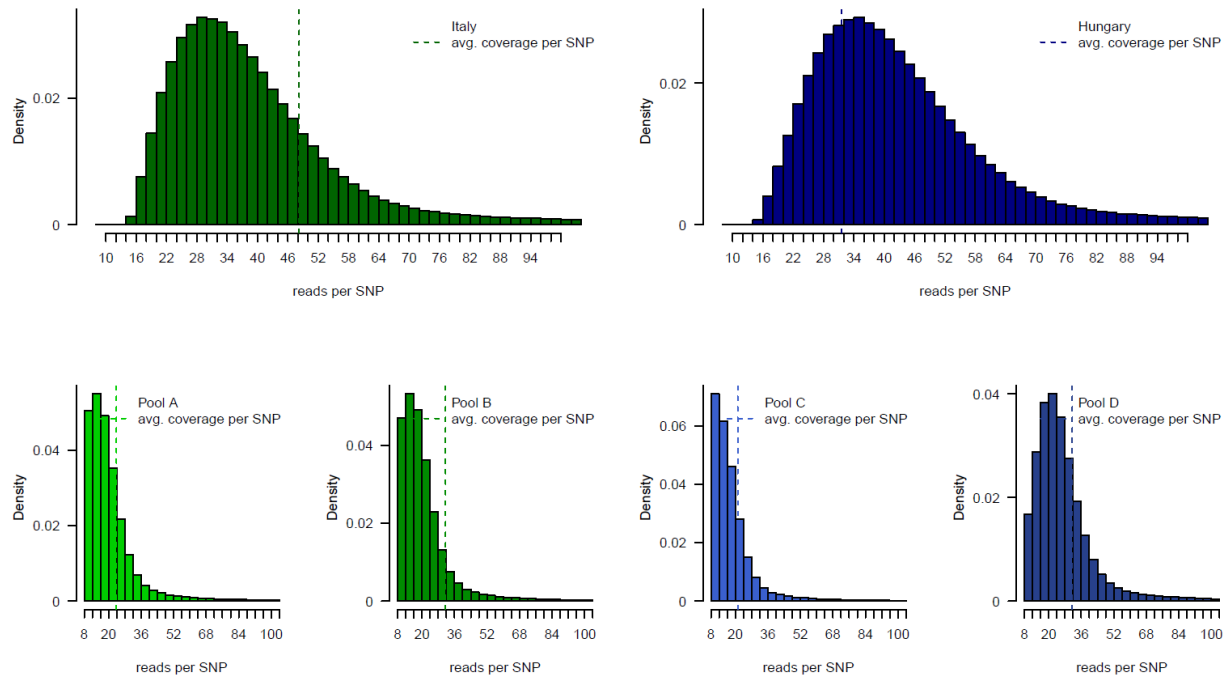 Italy
avg. coverage per SNP
Density
0.02
0
10 16 22 28 34 40 46 52 58 64 70 76 82 88 94
reads per SNP
Hungary
avg. coverage per SNP
Density
0.02
0
10 16 22 28 34 40 46 52 58 64 70 76 82 88 94
reads per SNP
Pool A
avg. coverage per SNP
Density
0.04
0.02
0
8 20 36 52 68 84 100
reads per SNP
Pool B
avg. coverage per SNP
Density
0.04
0.02
0
8 20 36 52 68 84 100
reads per SNP
Pool C
avg. coverage per SNP
Density
0.06
0.04
0.02
0
8 20 36 52 68 84 100
reads per SNP
Pool D
avg. coverage per SNP
Density
0.04
0.02
0
8 20 36 52 68 84 100
reads per SNP